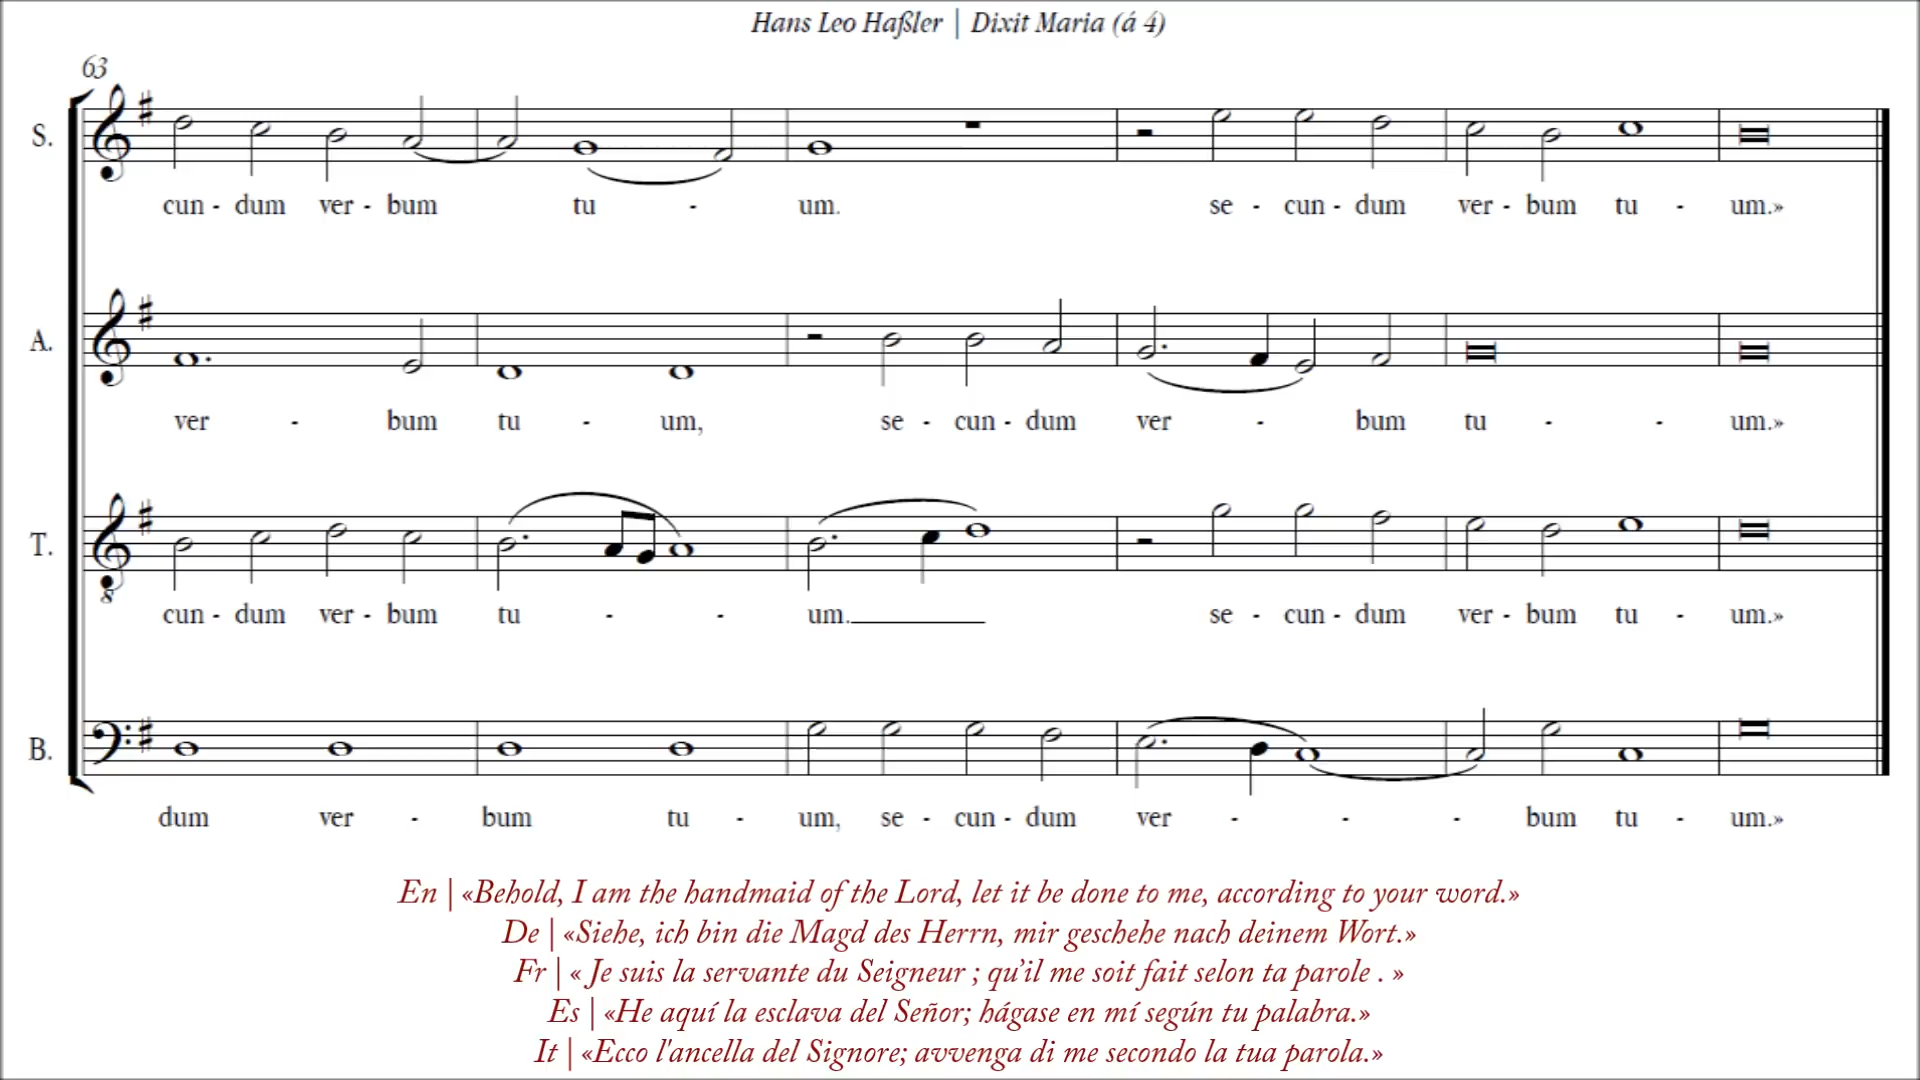 Hans Leo Haßler | Dixit Maria (á 4)
63
S.
cun - dum ver - bum tu - um. se - cun - dum ver - bum tu - um.»
A.
ver - bum tu - um, se - cun - dum ver - bum tu - - um.»
T.
8
cun - dum ver - bum tu - - um. se - cun - dum ver - bum tu - um.»
B.
dum ver - bum tu - um, se - cun - dum ver - - - bum tu - um.»
En | «Behold, I am the handmaid of the Lord, let it be done to me, according to your word.»
De | «Siehe, ich bin die Magd des Herrn, mir geschehe nach deinem Wort.»
Fr | « Je suis la servante du Seigneur ; qu’il me soit fait selon ta parole . »
Es | «He aquí la esclava del Señor; hágase en mí según tu palabra.»
It | «Ecco l'ancella del Signore; avvenga di me secondo la tua parola.»